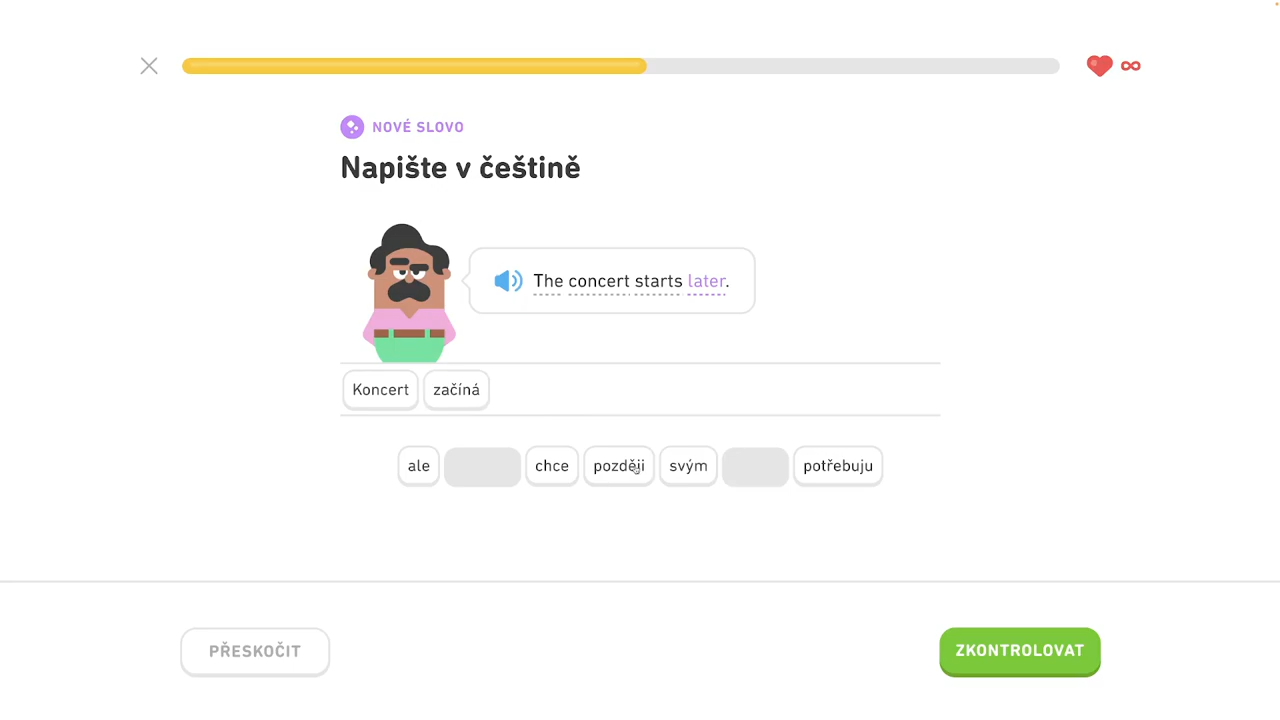 NOVÉ SLOVO
Napište v češtině
The concert starts later.
Koncert začíná
ale chce později svým potřebuju
PŘESKOČIT ZKONTROLOVAT